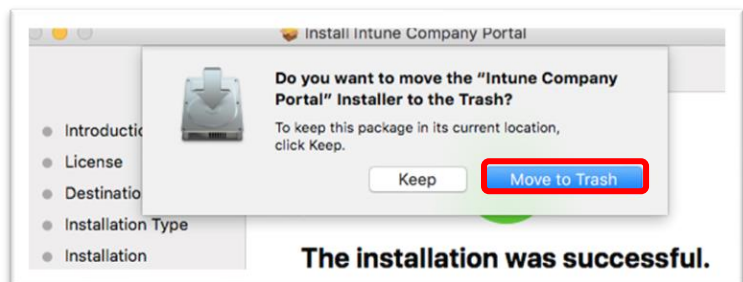 Install Intune Company Portal
Do you want to move the “Intune Company
Portal” Installer to the Trash?
To keep this package in its current location,
click Keep.
Keep Move to Trash
Introductio
License
Destinatio
Installation Type
Installation
The installation was successful.